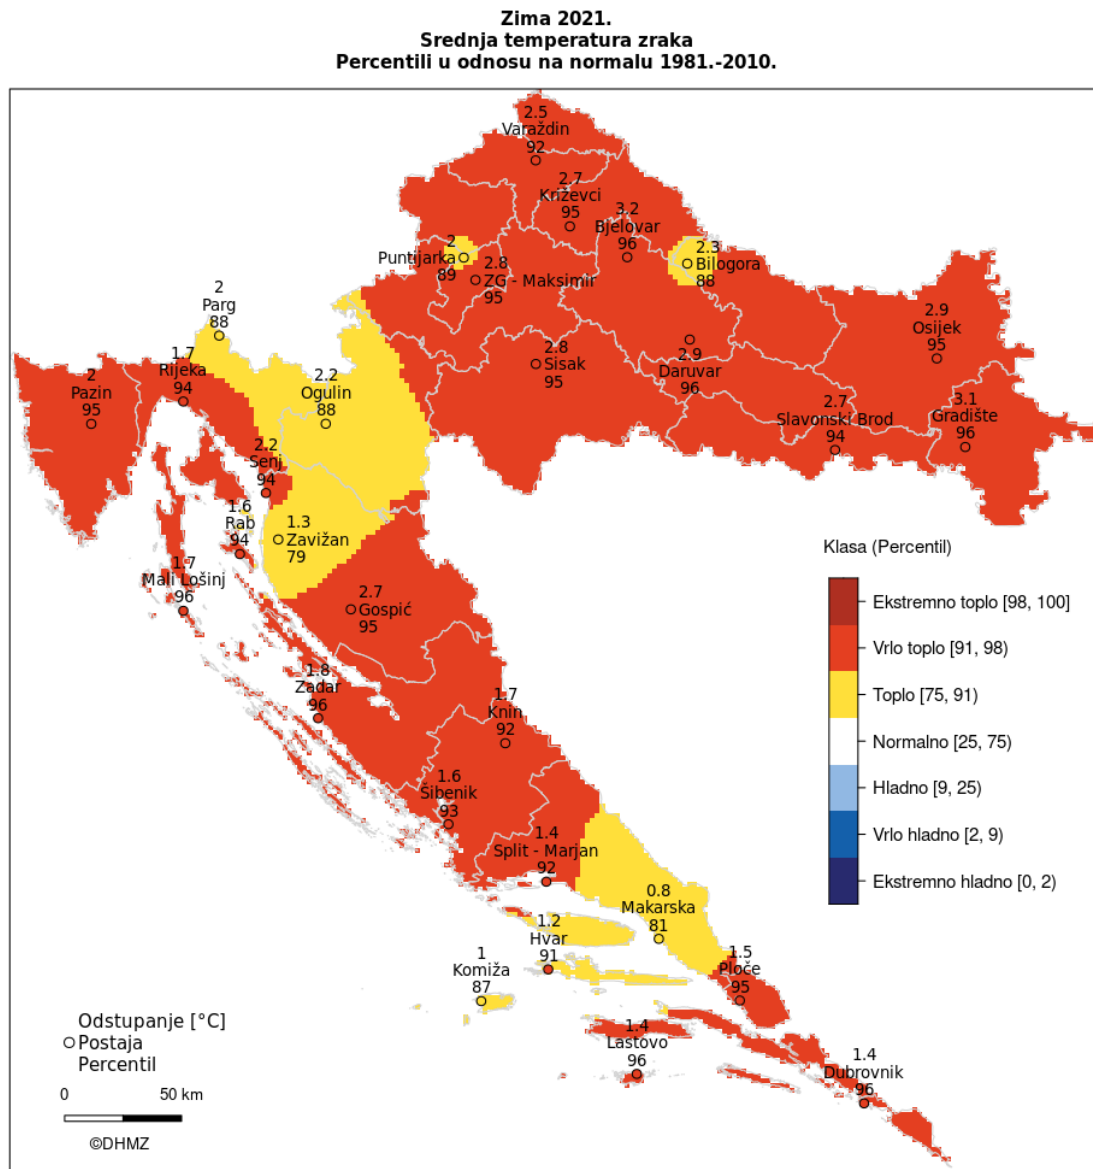 Zima 2021.
Srednja temperatura zraka
Percentili u odnosu na normalu 1981.-2010.
2.5
Varaždin
92
2.7
Križevci
95
3.2
Bjelovar
96
2
Puntijarka
89
2.3
Bilogora
88
2.8
ZG - Maksimir
95
2
Parg
88
2.9
Osijek
95
1.7
Rijeka
94
2.8
Sisak
95
2.9
Daruvar
96
2
Pazin
95
2.2
Ogulin
88
2.7
Slavonski Brod
94
3.1
Gradište
96
2.2
Senj
94
1.6
Rab
94
1.3
Zavižan
79
1.7
Mali Lošinj
96
2.7
Gospić
95
1.8
Zadar
96
1.7
Knin
92
1.6
Šibenik
93
1.4
Split - Marjan
92
0.8
Makarska
81
1.2
Hvar
91
1
Komiža
87
1.5
Ploče
95
1.4
Lastovo
96
1.4
Dubrovnik
96
Klasa (Percentil)
Ekstremno toplo [98, 100]
Vrlo toplo [91, 98)
Toplo [75, 91)
Normalno [25, 75)
Hladno [9, 25)
Vrlo hladno [2, 9)
Ekstremno hladno [0, 2)
Odstupanje [°C]
Postaja
Percentil
0 50 km
©DHMZ